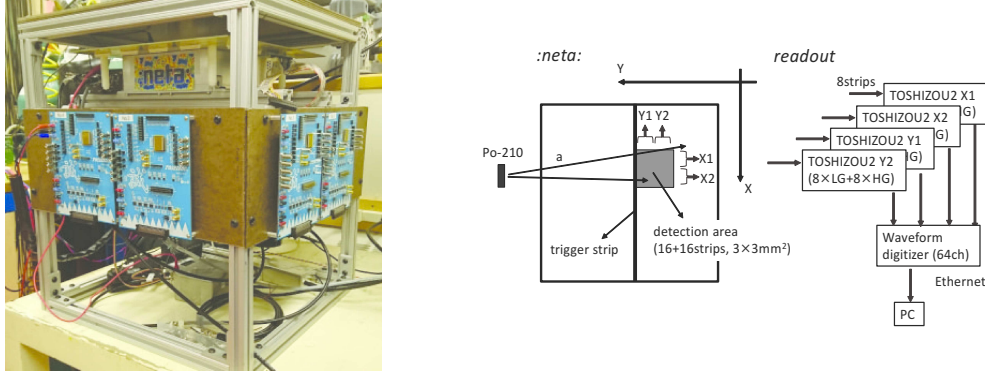 neta
:neta:
readout
Y
8strips
TOSHIZOU2 X1
G)
TOSHIZOU2 X2
G)
TOSHIZOU2 Y1
HG)
TOSHIZOU2 Y2
(8×LG+8×HG)
Y1 Y2
Po-210
a
X1
X2
X
detection area
(16+16strips, 3×3mm²)
trigger strip
Waveform
digitizer (64ch)
Ethernet
PC